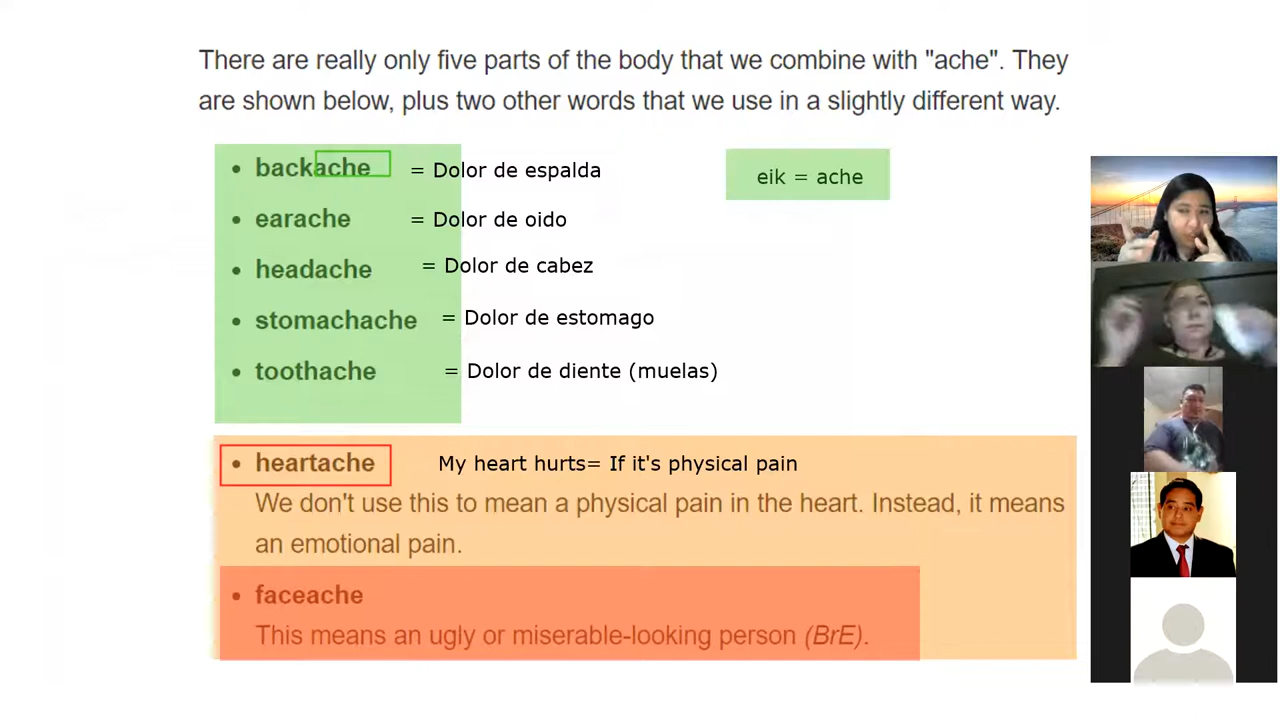 There are really only five parts of the body that we combine with "ache". They
are shown below, plus two other words that we use in a slightly different way.
• backache = Dolor de espalda
eik = ache
• earache = Dolor de oido
• headache = Dolor de cabez
• stomachache = Dolor de estomago
• toothache = Dolor de diente (muelas)
• heartache My heart hurts= If it's physical pain
We don't use this to mean a physical pain in the heart. Instead, it means
an emotional pain.
• faceache
This means an ugly or miserable-looking person (BrE).